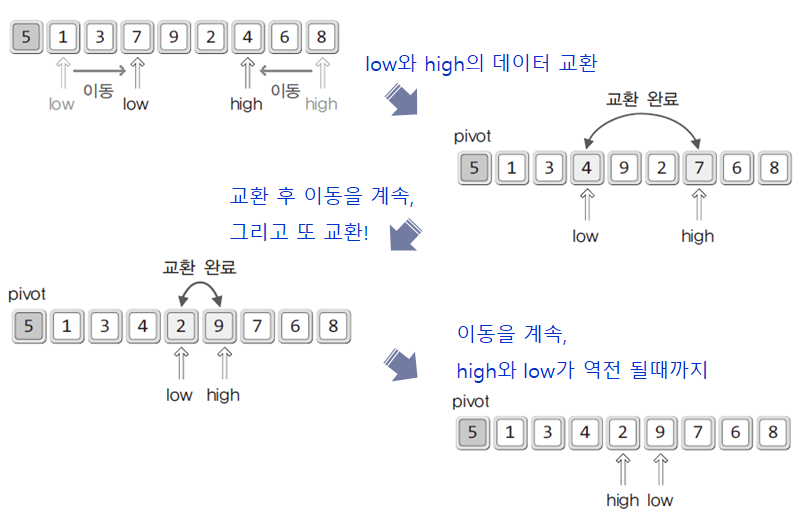 5 1 3 7 9 2 4 6 8
이동 이동
low low high high
low와 high의 데이터 교환
교환 완료
pivot
5 1 3 4 9 2 7 6 8
low high
교환 후 이동을 계속,
그리고 또 교환!
교환 완료
pivot
5 1 3 4 2 9 7 6 8
low high
이동을 계속,
high와 low가 역전 될때까지
pivot
5 1 3 4 2 9 7 6 8
high low